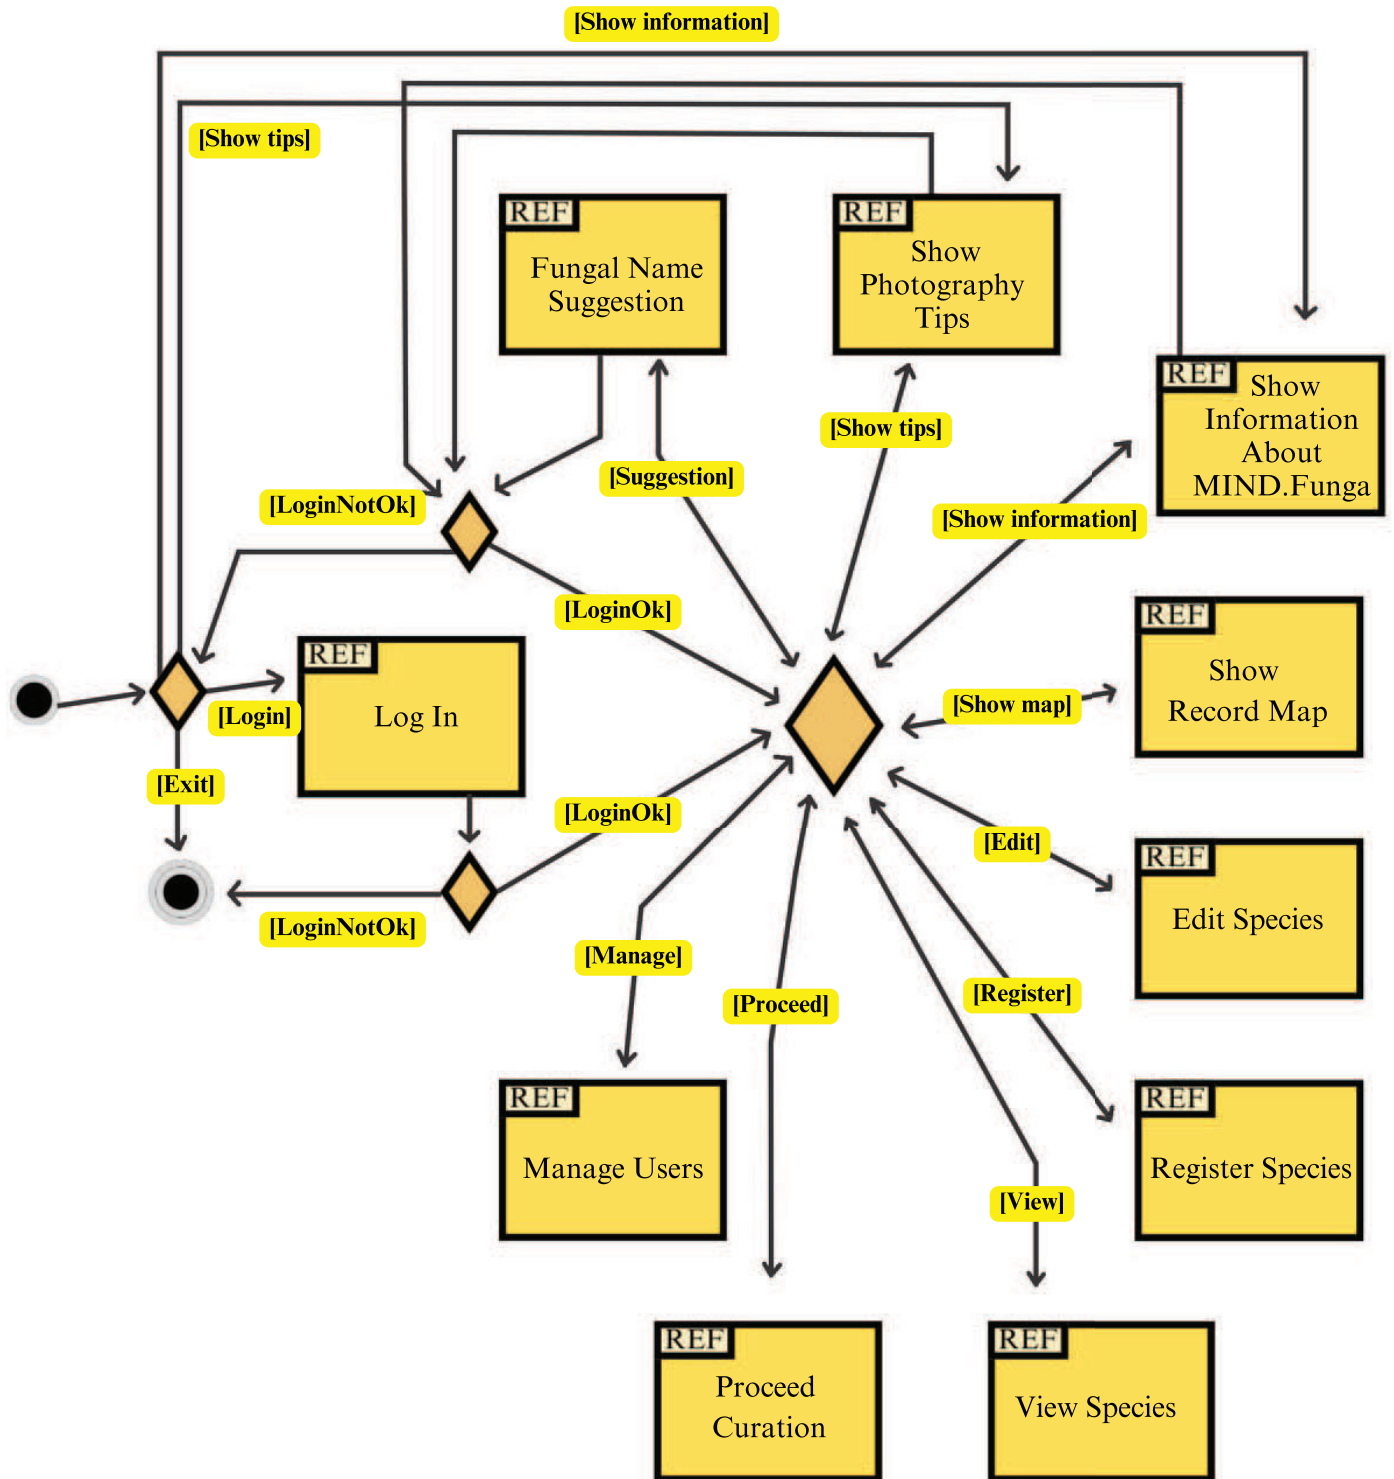 [Show information]
[Show tips]
REF
Fungal Name
Suggestion
REF
Show
Photography
Tips
REF
Show
Information
About
MIND.Funga
[Show tips]
[Suggestion]
[LoginNotOk]
[Show information]
[LoginOk]
REF
Show
Record Map
REF
Log In
[Login]
[Show map]
[Exit]
[LoginOk]
[Edit]
REF
Edit Species
[LoginNotOk]
[Manage]
[Proceed]
[Register]
REF
Manage Users
REF
Register Species
[View]
REF
Proceed
Curation
REF
View Species